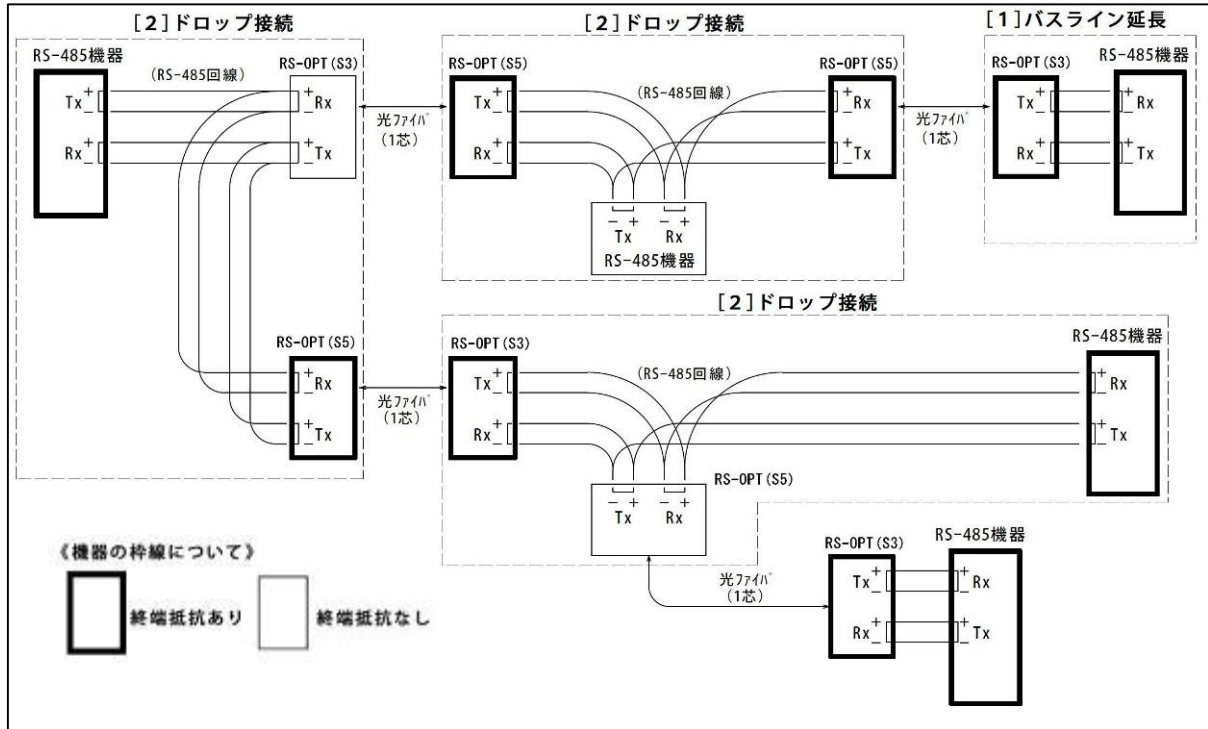 [2]ドロップ接続
RS-485機器
(RS-485回線)
RS-OPT(S3)
Tx + −
Rx + −
+ − Rx
+ − Tx
光ファイバ
(1芯)
RS-OPT(S5)
+ − Rx
+ − Tx
[2]ドロップ接続
RS-OPT(S5)
(RS-485回線)
RS-OPT(S5)
Tx + −
Rx + −
+ − Rx
+ − Tx
− + − +
Tx Rx
RS-485機器
光ファイバ
(1芯)
[1]バスライン延長
RS-OPT(S3)
RS-485機器
Tx + −
Rx + −
+ − Rx
+ − Tx
[2]ドロップ接続
光ファイバ
(1芯)
RS-OPT(S3)
(RS-485回線)
RS-485機器
Tx + −
Rx + −
+ − Rx
+ − Tx
− + − +
Tx Rx
RS-OPT(S5)
光ファイバ
(1芯)
RS-OPT(S3)
RS-485機器
Tx + −
Rx + −
+ − Rx
+ − Tx
《機器の枠線について》
終端抵抗あり
終端抵抗なし